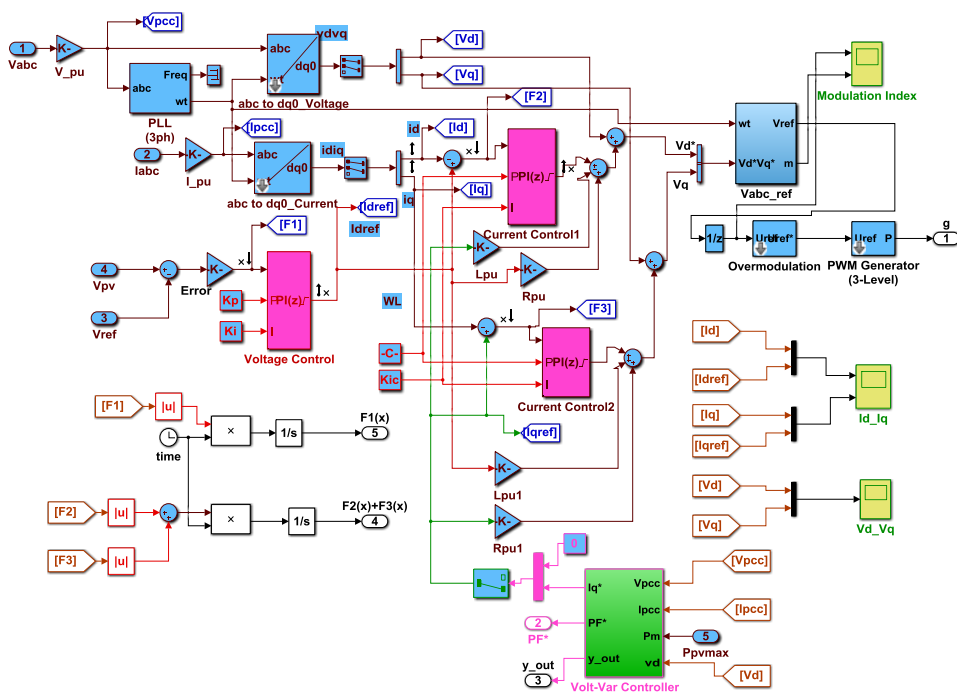 [Vpcc]
1
Vabc
K-
V_pu
abc
Freq
wt
PLL
(3ph)
abc
dq0
vdvq
abc to dq0_Voltage
[Vd]
[Vq]
[F2]
Modulation Index
2
Iabc
K-
I_pu
[Ipcc]
abc
dq0
idiq
abc to dq0_Current
id
[Id]
iq
[Iq]
[Idref]
Idref
PI(z)
I
Current Control1
K-
Lpu
K-
Rpu
Vd*
Vq
wt
Vd*Vq*
Vref
m
Vabc_ref
1/z
Uref*
Overmodulation
Uref
P
PWM Generator
(3-Level)
g
1
[F1]
4
Vpv
3
Vref
K-
Error
Kp
Ki
PI(z)
I
Voltage Control
WL
-C-
Kic
[F3]
PI(z)
I
Current Control2
[Iqref]
-K-
Lpu1
-K-
Rpu1
[F1]
|u|
time
×
1/s
F1(x)
5
[F2]
|u|
[F3]
|u|
×
1/s
F2(x)+F3(x)
4
[Id]
[Idref]
[Iq]
[Iqref]
Id_Iq
[Vd]
[Vq]
Vd_Vq
0
Iq*
PF*
y_out
Vpcc
Ipcc
Pm
vd
Volt-Var Controller
2
PF*
y_out
3
[Vpcc]
[Ipcc]
5
Ppvmax
[Vd]